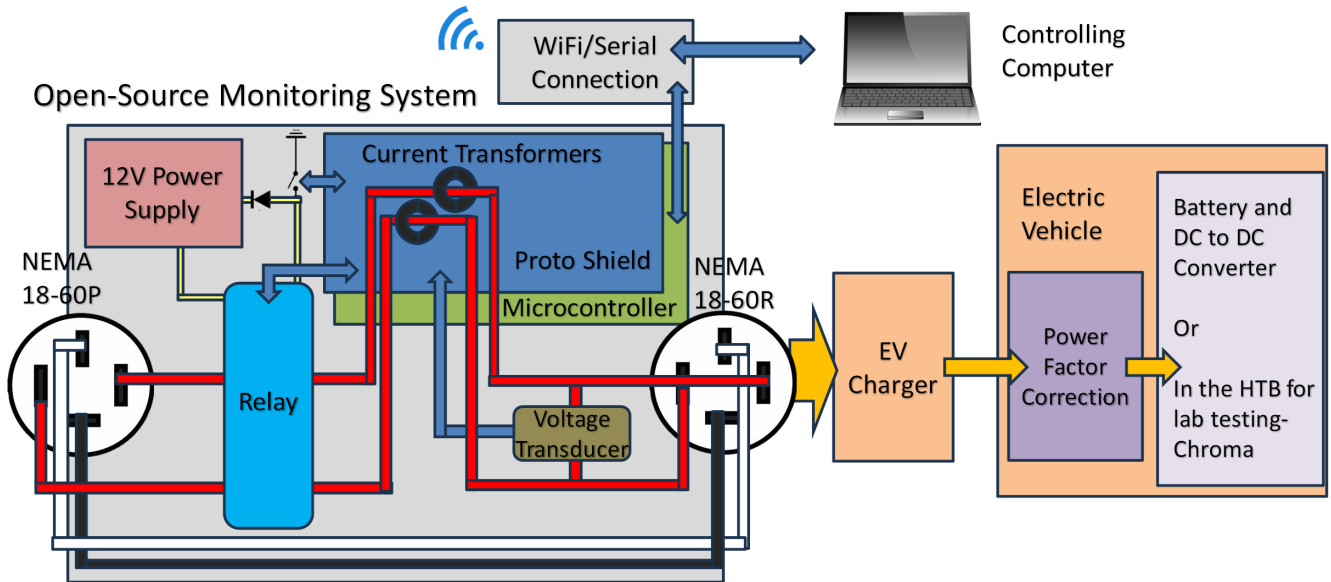 WiFi/Serial
Connection
Controlling
Computer
Open-Source Monitoring System
12V Power
Supply
Current Transformers
Proto Shield
Microcontroller
NEMA
18-60P
NEMA
18-60R
Relay
Voltage
Transducer
EV
Charger
Electric
Vehicle
Power
Factor
Correction
Battery and
DC to DC
Converter
Or
In the HTB for
lab testing-
Chroma